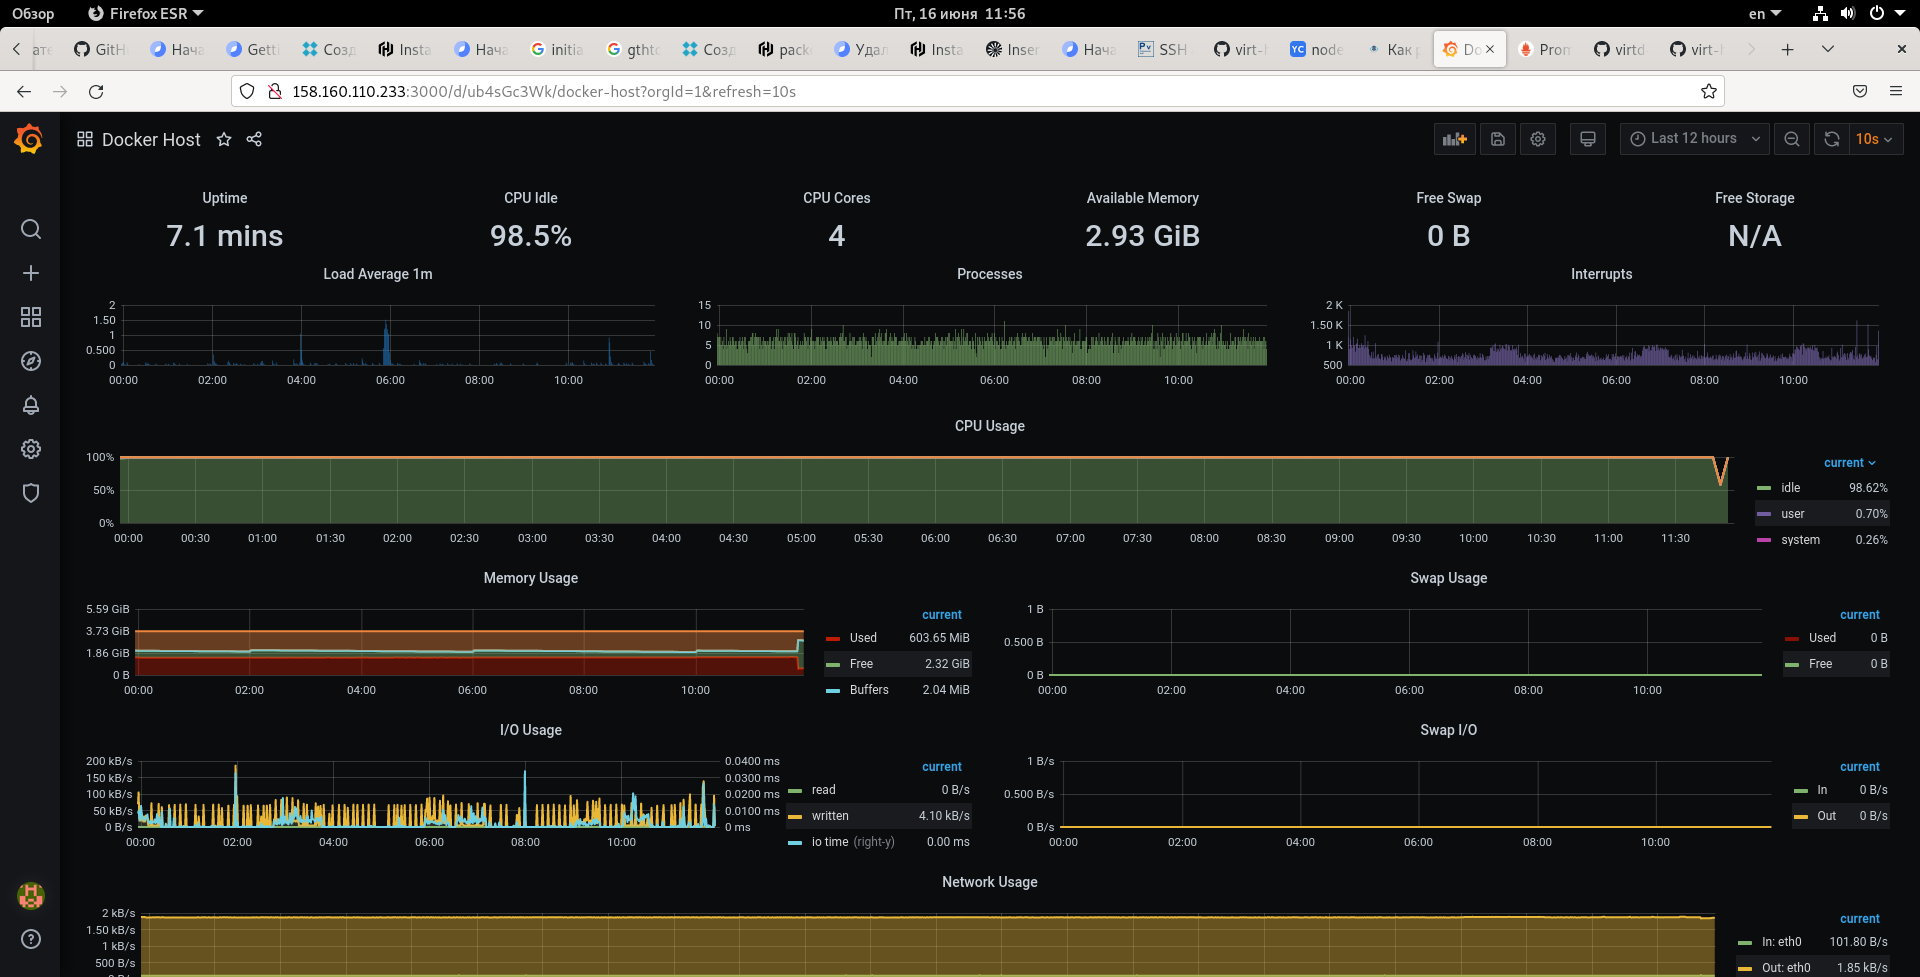 Обзор Firefox ESR Пт, 16 июня 11:56 en
GitH Нача Getti Созд Insta Нача initia gthtc Созд pack Удал Insta Inser Нача SSH virt-h node Как р Do Prom virtd virt-h
158.160.110.233:3000/d/ub4sGc3Wk/docker-host?orgId=1&refresh=10s
Docker Host Last 12 hours 10s
Uptime CPU Idle CPU Cores Available Memory Free Swap Free Storage
7.1 mins 98.5% 4 2.93 GiB 0 B N/A
Load Average 1m Processes Interrupts
2 15 2 K
1.50 10 1.50 K
1 5 1 K
0.500 0 500
0
00:00 02:00 04:00 06:00 08:00 10:00 00:00 02:00 04:00 06:00 08:00 10:00 00:00 02:00 04:00 06:00 08:00 10:00
CPU Usage
100% current
50% idle 98.62%
user 0.70%
0%
00:00 00:30 01:00 01:30 02:00 02:30 03:00 03:30 04:00 04:30 05:00 05:30 06:00 06:30 07:00 07:30 08:00 08:30 09:00 09:30 10:00 10:30 11:00 11:30 system 0.26%
Memory Usage Swap Usage
5.59 GiB current 1 B current
3.73 GiB Used 603.65 MiB 0.500 B Used 0 B
1.86 GiB Free 2.32 GiB Free 0 B
0 B 0 B
00:00 02:00 04:00 06:00 08:00 10:00 Buffers 2.04 MiB 00:00 02:00 04:00 06:00 08:00 10:00
I/O Usage Swap I/O
200 kB/s 0.0400 ms current 1 B/s current
150 kB/s 0.0300 ms read 0 B/s In 0 B/s
100 kB/s 0.0200 ms 0.500 B/s
50 kB/s 0.0100 ms written 4.10 kB/s Out 0 B/s
0 B/s 0 ms 0 B/s
00:00 02:00 04:00 06:00 08:00 10:00 io time (right-y) 0.00 ms 00:00 02:00 04:00 06:00 08:00 10:00
Network Usage
2 kB/s current
1.50 kB/s In: eth0 101.80 B/s
1 kB/s
500 B/s Out: eth0 1.85 kB/s